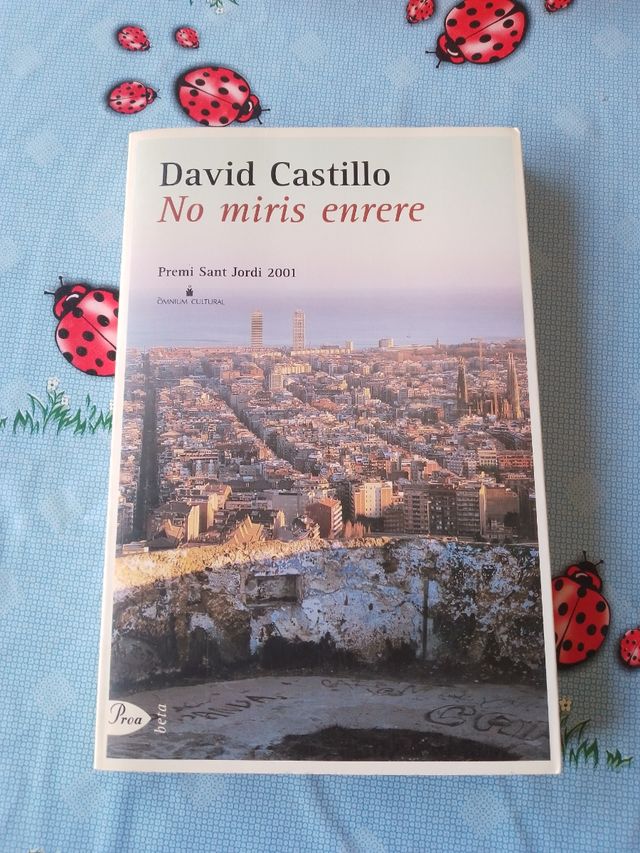 David Castillo
No miris enrere
Premi Sant Jordi 2001
ÒMNIUM CULTURAL
Proa
beta